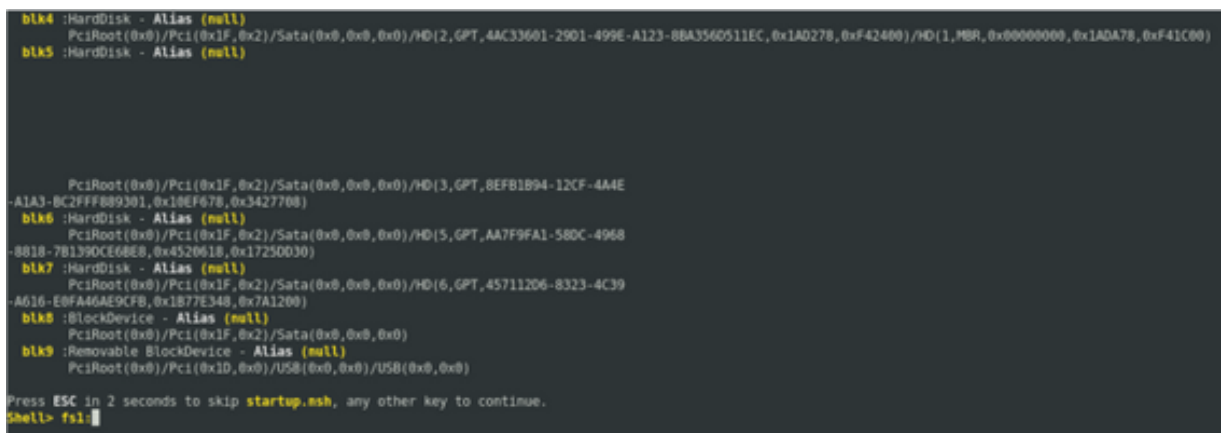 blk4 :HardDisk - Alias (null)
PciRoot(0x0)/Pci(0x1F,0x2)/Sata(0x0,0x0,0x0)/HD(2,GPT,4AC33601-29D1-499E-A123-8BA356D511EC,0x1AD278,0xF42400)/HD(1,MBR,0x00000000,0x1ADA78,0xF41C00)
blk5 :HardDisk - Alias (null)
PciRoot(0x0)/Pci(0x1F,0x2)/Sata(0x0,0x0,0x0)/HD(3,GPT,8EFB1B94-12CF-4A4E
-A1A3-BC2FFF889301,0x10EF678,0x3427708)
blk6 :HardDisk - Alias (null)
PciRoot(0x0)/Pci(0x1F,0x2)/Sata(0x0,0x0,0x0)/HD(5,GPT,AA7F9FA1-58DC-4968
-8818-7B139DCE6BE8,0x4520618,0x1725DD30)
blk7 :HardDisk - Alias (null)
PciRoot(0x0)/Pci(0x1F,0x2)/Sata(0x0,0x0,0x0)/HD(6,GPT,457112D6-8323-4C39
-A616-E0FA46AE9CFB,0x1B77E348,0x7A1200)
blk8 :BlockDevice - Alias (null)
PciRoot(0x0)/Pci(0x1F,0x2)/Sata(0x0,0x0,0x0)
blk9 :Removable BlockDevice - Alias (null)
PciRoot(0x0)/Pci(0x1D,0x0)/USB(0x0,0x0)/USB(0x0,0x0)
Press ESC in 2 seconds to skip startup.nsh, any other key to continue.
Shell> fs1: